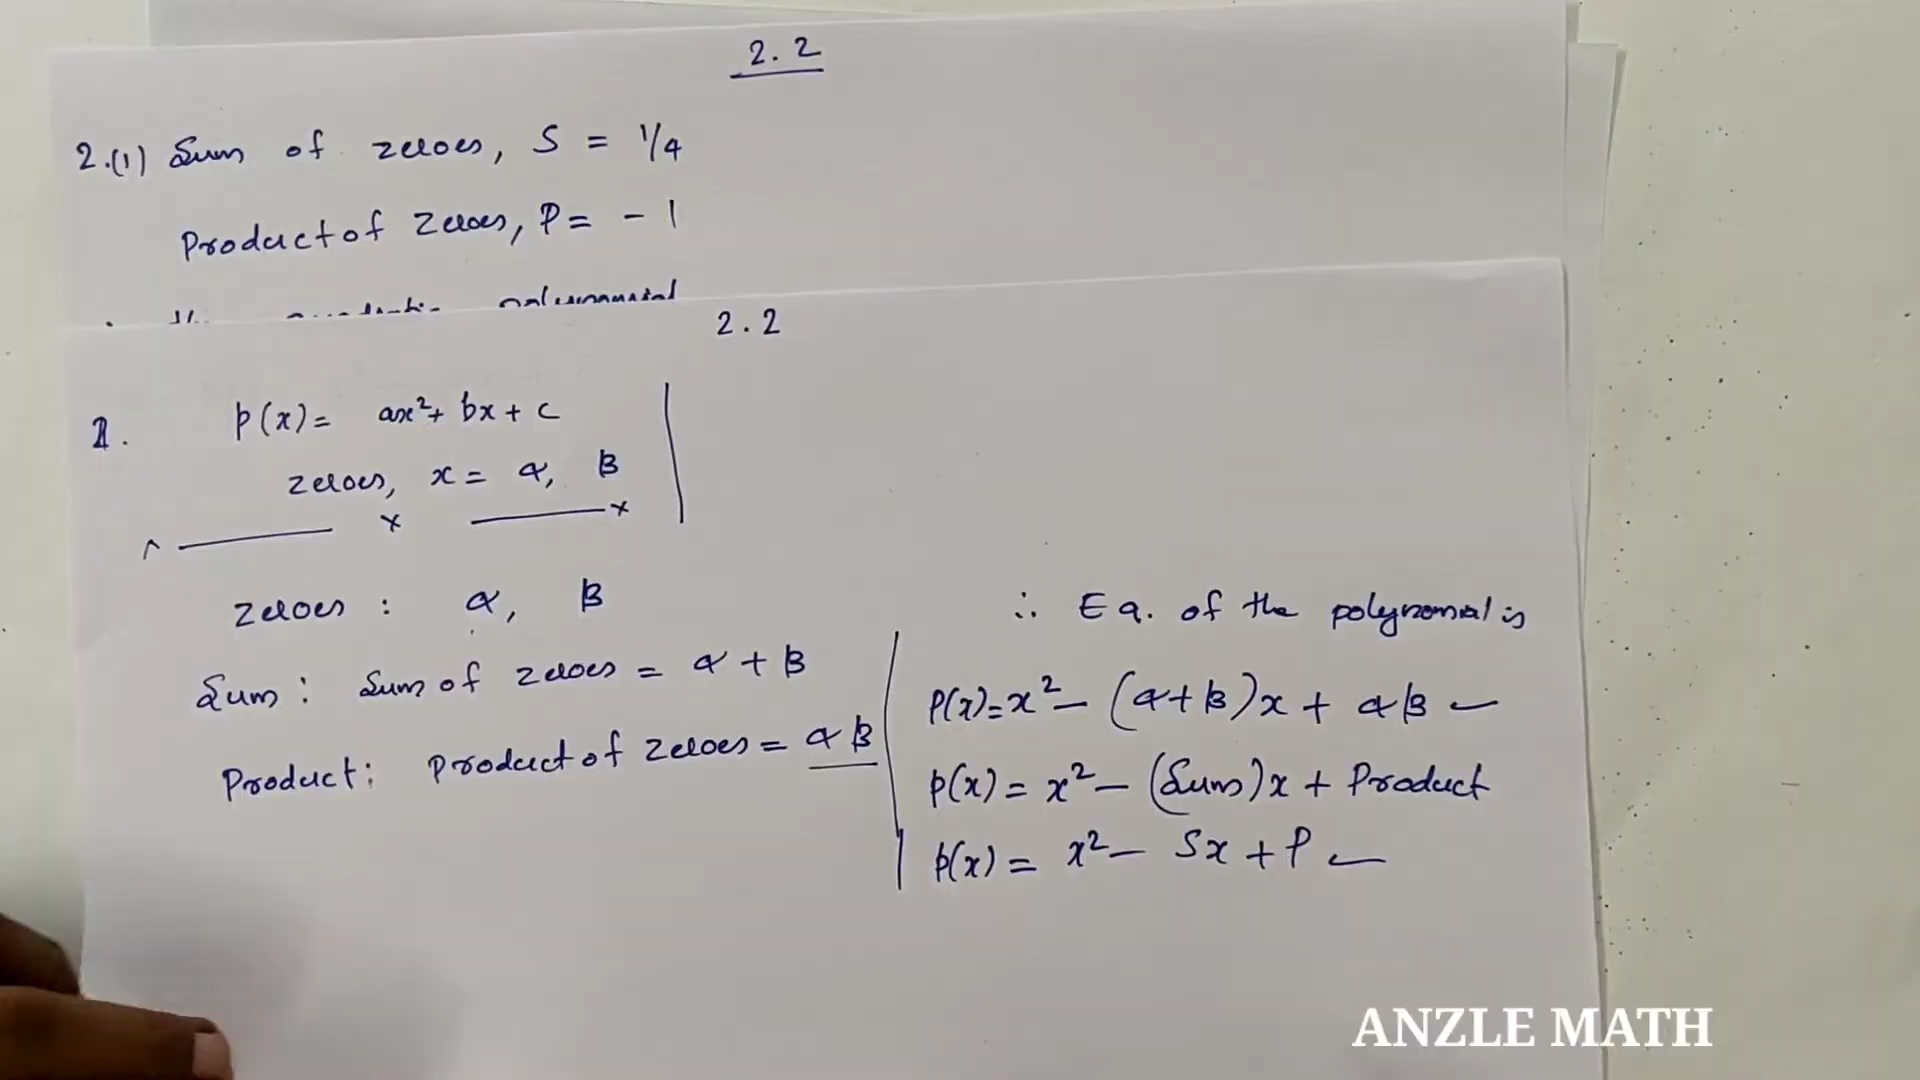 2.2
2.(1) Sum of zeroes, S = 1/4
Product of zeroes, P = - 1
2.2
1. p(x) = ax²+ bx + c
zeroes, x = α, β
zeroes : α, β
Sum : Sum of zeroes = α + β
Product : Product of zeroes = αβ
∴ Eq. of the polynomial is
P(x) = x² - (α+β)x + αβ
p(x) = x² - (Sum)x + Product
p(x) = x² - Sx + P
ANZLE MATH